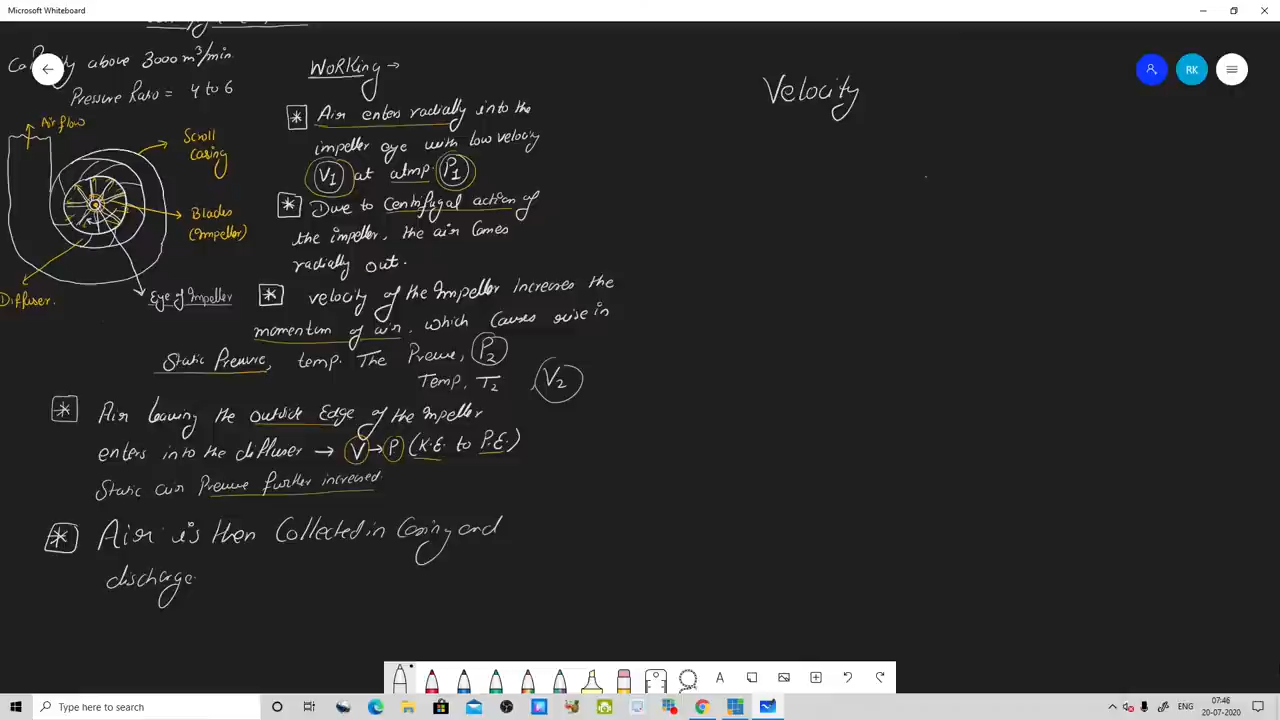 Microsoft Whiteboard
above 3000 m³/min.
Pressure Ratio = 4 to 6
Air flow
Scroll
Casing
Blades
(Impeller)
Eye of Impeller
Diffuser.
WORKING →
* Air enters radially into the
impeller eye with low velocity
V1 at atmp. P1
* Due to Centrifugal action of
the impeller, the air comes
radially out.
* velocity of the Impeller increases the
momentum of air, which causes rise in
Static Pressure, temp. The Pressure, P2
Temp, T2 , V2
* Air leaving the outside Edge of the Impeller
enters into the diffuser → V → P (K.E. to P.E.)
Static air Pressure further increased.
* Air is then Collected in Casing and
discharge.
Velocity
RK
Type here to search
ENG
07:46
20-07-2020